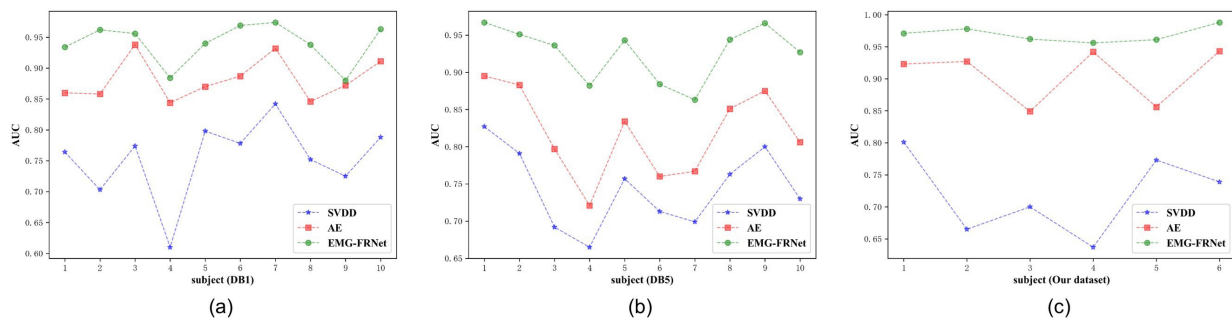 (a)
AUC
0.95
0.90
0.85
0.80
0.75
0.70
0.65
0.60
1 2 3 4 5 6 7 8 9 10
subject (DB1)
SVDD
AE
EMG-FRNet
(b)
AUC
0.95
0.90
0.85
0.80
0.75
0.70
0.65
1 2 3 4 5 6 7 8 9 10
subject (DB5)
SVDD
AE
EMG-FRNet
(c)
AUC
1.00
0.95
0.90
0.85
0.80
0.75
0.70
0.65
1 2 3 4 5 6
subject (Our dataset)
SVDD
AE
EMG-FRNet